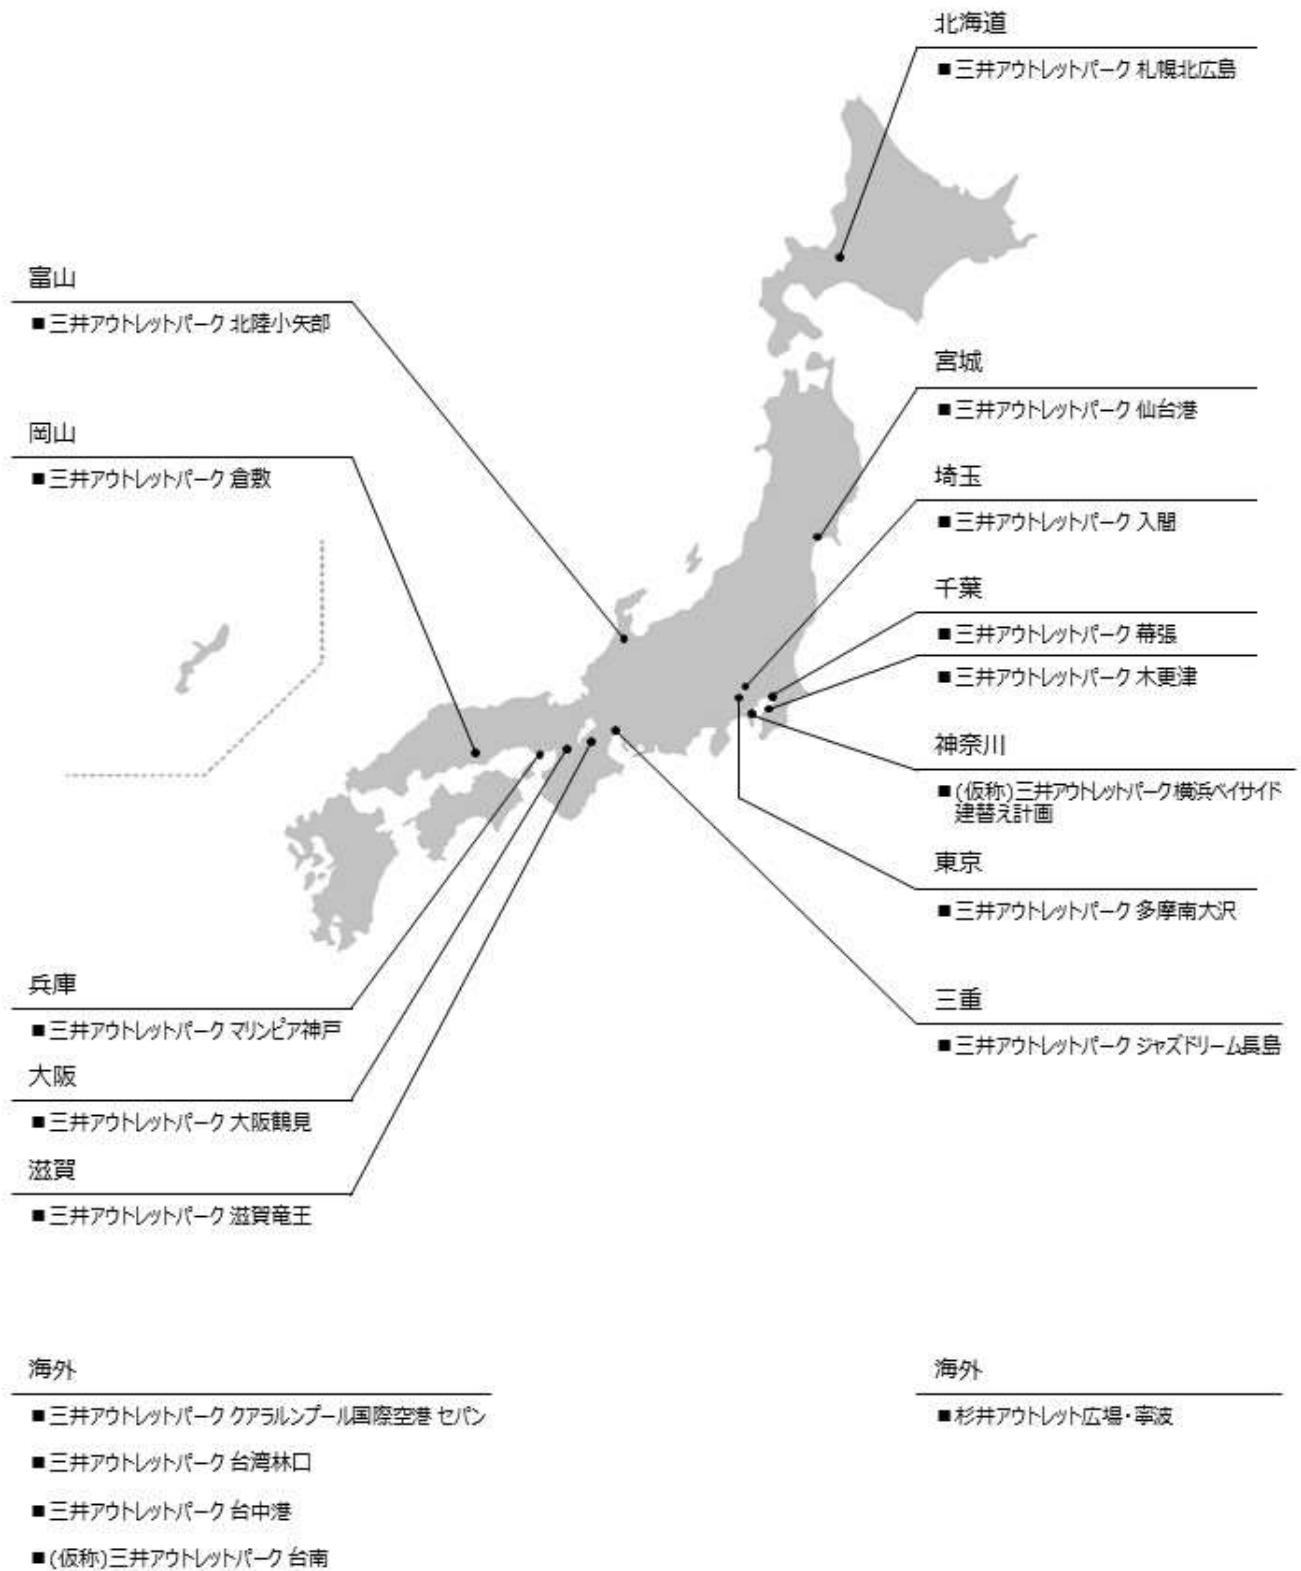 北海道
■三井アウトレットパーク 札幌北広島
富山
■三井アウトレットパーク 北陸小矢部
宮城
■三井アウトレットパーク 仙台港
岡山
■三井アウトレットパーク 倉敷
埼玉
■三井アウトレットパーク 入間
千葉
■三井アウトレットパーク 幕張
■三井アウトレットパーク 木更津
神奈川
■(仮称)三井アウトレットパーク横浜ベイサイド
建替え計画
東京
■三井アウトレットパーク 多摩南大沢
兵庫
■三井アウトレットパーク マリンピア神戸
三重
■三井アウトレットパーク ジャズドリーム長島
大阪
■三井アウトレットパーク 大阪鶴見
滋賀
■三井アウトレットパーク 滋賀竜王
海外
■三井アウトレットパーク クアラルンプール国際空港 セパン
■三井アウトレットパーク 台湾林口
■三井アウトレットパーク 台中港
■(仮称)三井アウトレットパーク 台南
海外
■杉井アウトレット広場・寧波